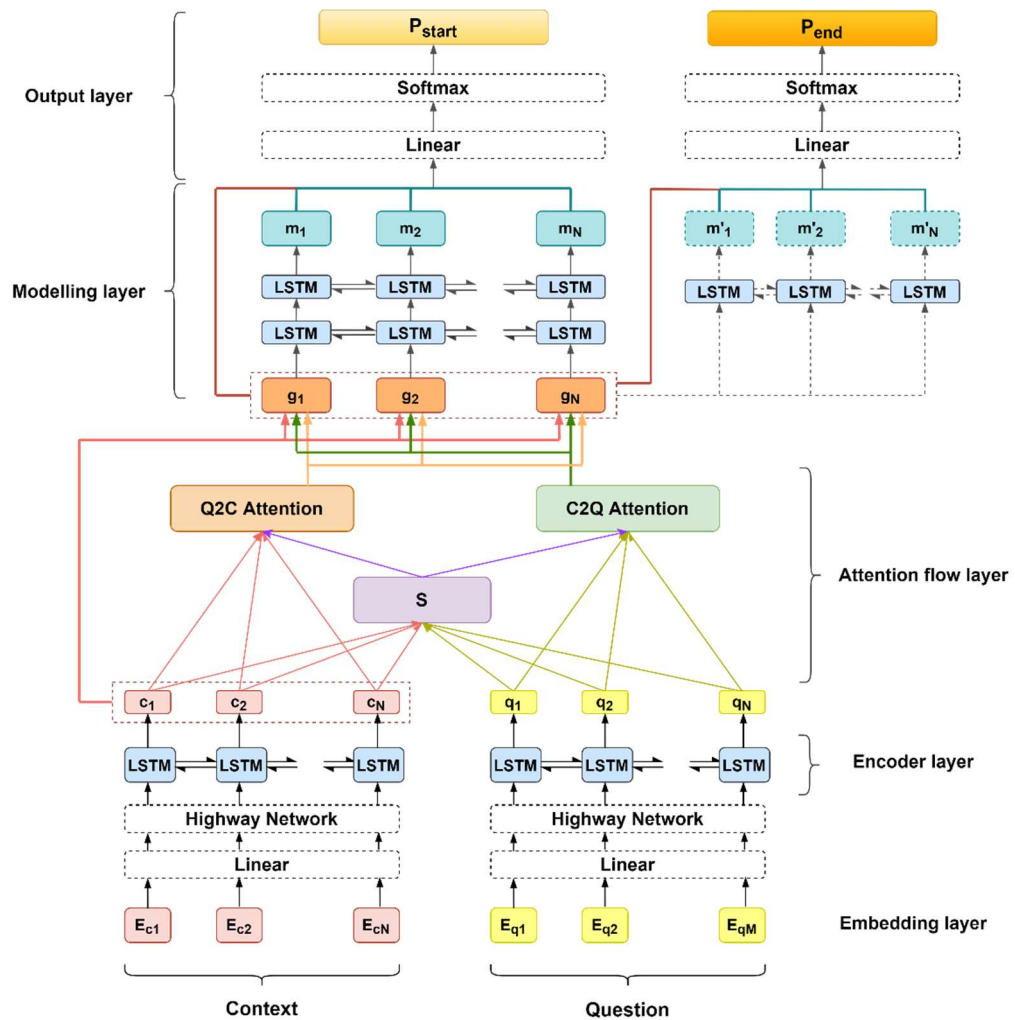 P_start P_end
Softmax Softmax
Output layer
Linear Linear
m_1 m_2 m_N m'_1 m'_2 m'_N
Modelling layer
LSTM LSTM LSTM LSTM LSTM LSTM
LSTM LSTM LSTM
g_1 g_2 g_N
Q2C Attention C2Q Attention
Attention flow layer
S
c_1 c_2 c_N q_1 q_2 q_N
LSTM LSTM LSTM LSTM LSTM LSTM
Encoder layer
Highway Network Highway Network
Linear Linear
E_c1 E_c2 E_cN E_q1 E_q2 E_qM
Embedding layer
Context Question